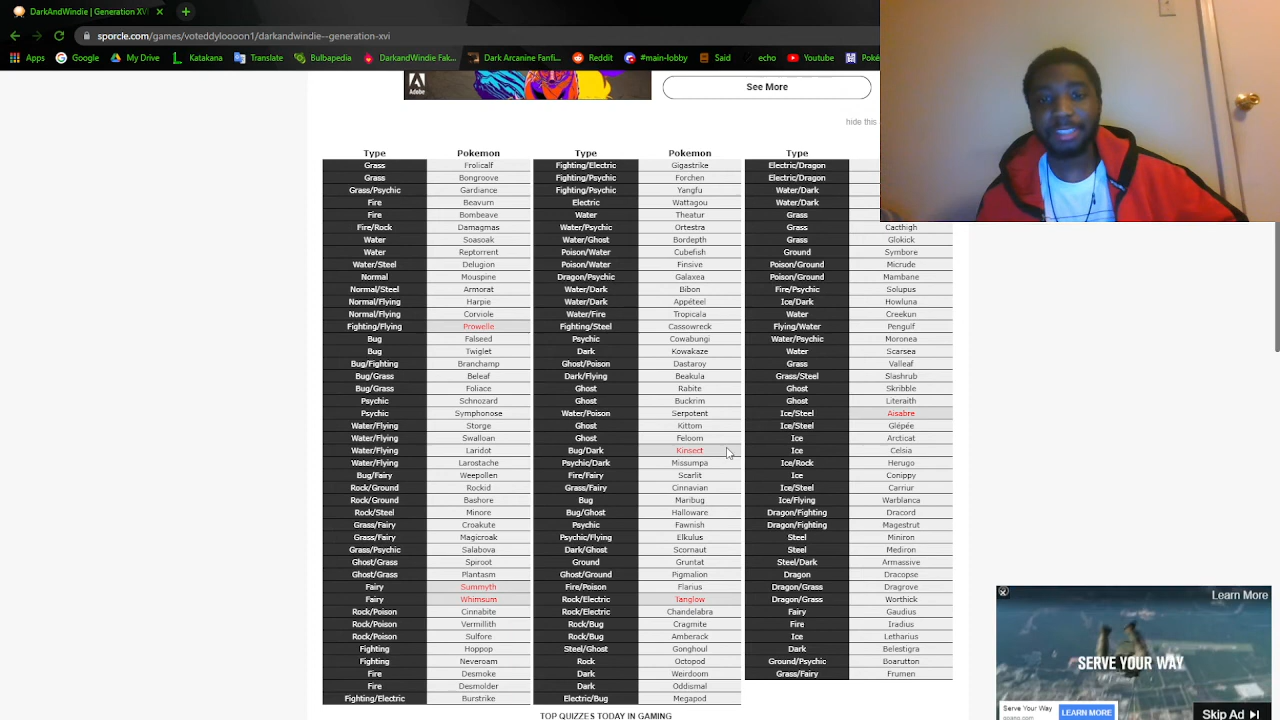 DarkAndWindie | Generation XVI
sporcle.com/games/voteddyloooon1/darkandwindie--generation-xvi
Apps Google My Drive Katakana Translate Bulbapedia DarkandWindie Fak... Dark Arcanine Fanfi... Reddit #main-lobby Said echo Youtube Poké
Adobe
See More
hide this
Type Pokemon Type Pokemon Type
Grass Frolicalf Fighting/Electric Gigastrike Electric/Dragon
Grass Bongroove Fighting/Psychic Forchen Electric/Dragon
Grass/Psychic Gardiance Fighting/Psychic Yangfu Water/Dark
Fire Beavum Electric Wattagou Water/Dark
Fire Bombeave Water Theatur Grass
Fire/Rock Damagmas Water/Psychic Ortestra Grass Cacthigh
Water Soasoak Water/Ghost Bordepth Grass Glokick
Water Reptorrent Poison/Water Cubefish Ground Symbore
Water/Steel Delugion Poison/Water Finsive Poison/Ground Micrude
Normal Mouspine Dragon/Psychic Galaxea Poison/Ground Mambane
Normal/Steel Armorat Water/Dark Bibon Fire/Psychic Solupus
Normal/Flying Harpie Water/Dark Appéteel Ice/Dark Howluna
Normal/Flying Corviole Water/Fire Tropicala Water Creekun
Fighting/Flying Prowelle Fighting/Steel Cassowreck Flying/Water Pengulf
Bug Falseed Psychic Cowabungi Water/Psychic Moronea
Bug Twiglet Dark Kowakaze Water Scarsea
Bug/Fighting Branchamp Ghost/Poison Dastaroy Grass Valleaf
Bug/Grass Beleaf Dark/Flying Beakula Grass/Steel Slashrub
Bug/Grass Foliace Ghost Rabite Ghost Skribble
Psychic Schnozard Ghost Buckrim Ghost Literaith
Psychic Symphonose Water/Poison Serpotent Ice/Steel Aisabre
Water/Flying Storge Ghost Kittom Ice/Steel Glépée
Water/Flying Swalloan Ghost Feloom Ice Arcticat
Water/Flying Laridot Bug/Dark Kinsect Ice Celsia
Water/Flying Larostache Psychic/Dark Missumpa Ice/Rock Herugo
Bug/Fairy Weepollen Fire/Fairy Scarlit Ice Conippy
Rock/Ground Rockid Grass/Fairy Cinnavian Ice/Steel Carriur
Rock/Ground Bashore Bug Maribug Ice/Flying Warblanca
Rock/Steel Minore Bug/Ghost Halloware Dragon/Fighting Dracord
Grass/Fairy Croakute Psychic Fawnish Dragon/Fighting Magestrut
Grass/Fairy Magicroak Psychic/Flying Elkulus Steel Miniron
Grass/Psychic Salabova Dark/Ghost Scornaut Steel Mediron
Ghost/Grass Spiroot Ground Gruntat Steel/Dark Armassive
Ghost/Grass Plantasm Ghost/Ground Pigmalion Dragon Dracopse
Fairy Summyth Fire/Poison Flarius Dragon/Grass Dragrove
Fairy Whimsum Rock/Electric Tanglow Dragon/Grass Worthick
Rock/Poison Cinnabite Rock/Electric Chandelabra Fairy Gaudius
Rock/Poison Vermillith Rock/Bug Cragmite Fire Iradius
Rock/Poison Sulfore Rock/Bug Amberack Ice Letharius
Fighting Hoppop Steel/Ghost Gonghoul Dark Belestigra
Fighting Neveroam Rock Octopod Ground/Psychic Boarutton
Fire Desmoke Dark Weirdoom Grass/Fairy Frumen
Fire Desmolder Dark Oddismal
Fighting/Electric Burstrike Electric/Bug Megapod
TOP QUIZZES TODAY IN GAMING
Learn More
SERVE YOUR WAY
Serve Your Way
LEARN MORE
Skip Ad